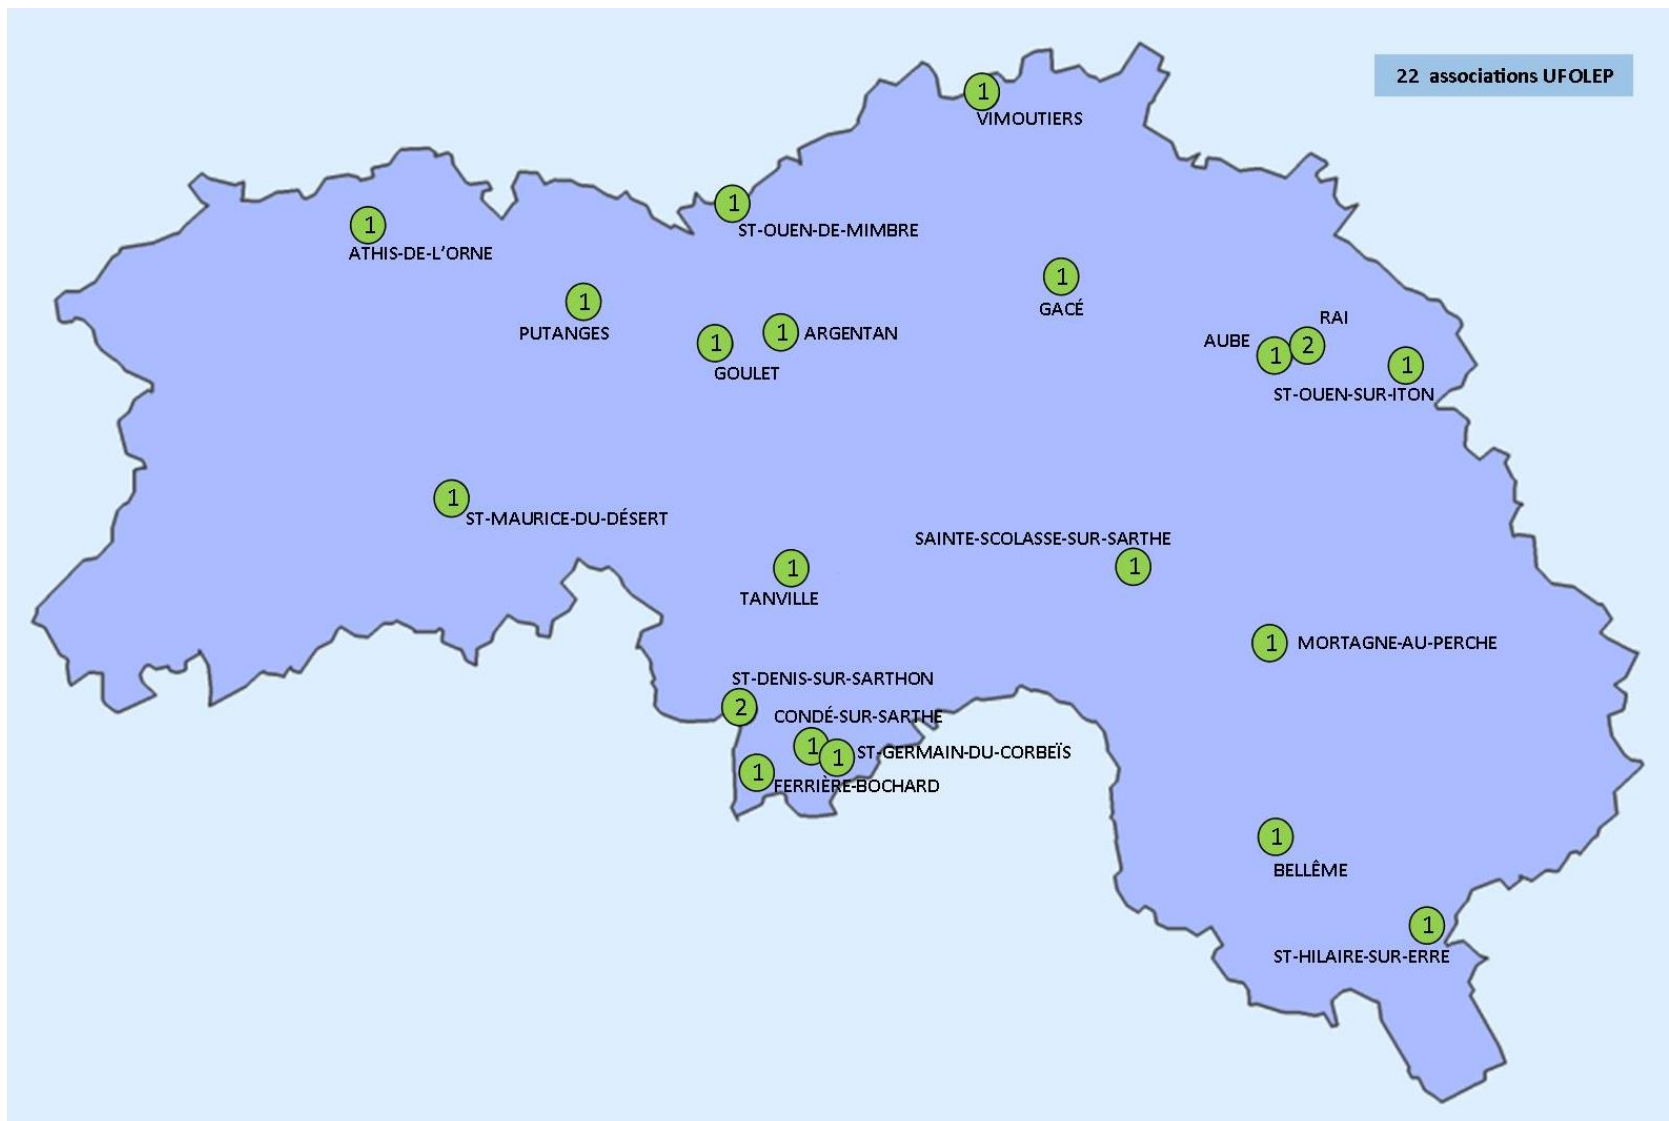 22 associations UFOLEP
1
VIMOUTIERS
1
ST-OUEN-DE-MIMBRE
1
ATHIS-DE-L’ORNE
1
GACÉ
1
PUTANGES
1
ARGENTAN
1
GOULET
RAI
2
AUBE
1
1
ST-OUEN-SUR-ITON
1
ST-MAURICE-DU-DÉSERT
SAINTE-SCOLASSE-SUR-SARTHE
1
1
TANVILLE
1
MORTAGNE-AU-PERCHE
ST-DENIS-SUR-SARTHON
2
CONDÉ-SUR-SARTHE
1
1
ST-GERMAIN-DU-CORBEÏS
1
FERRIÈRE-BOCHARD
1
BELLÊME
1
ST-HILAIRE-SUR-ERRE